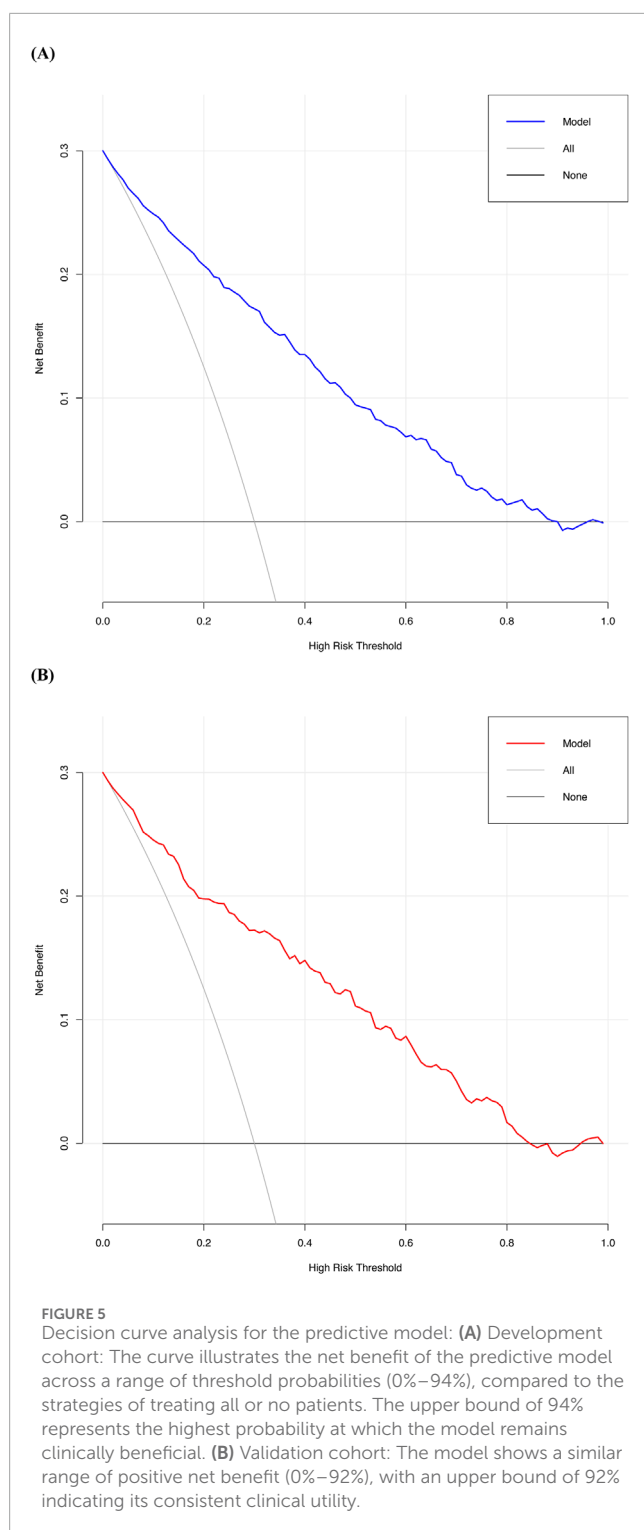 (A)
Model
All
None
0.3
0.2
0.1
0.0
Net Benefit
0.0 0.2 0.4 0.6 0.8 1.0
High Risk Threshold
(B)
Model
All
None
0.3
0.2
0.1
0.0
Net Benefit
0.0 0.2 0.4 0.6 0.8 1.0
High Risk Threshold
FIGURE 5
Decision curve analysis for the predictive model: (A) Development
cohort: The curve illustrates the net benefit of the predictive model
across a range of threshold probabilities (0%–94%), compared to the
strategies of treating all or no patients. The upper bound of 94%
represents the highest probability at which the model remains
clinically beneficial. (B) Validation cohort: The model shows a similar
range of positive net benefit (0%–92%), with an upper bound of 92%
indicating its consistent clinical utility.